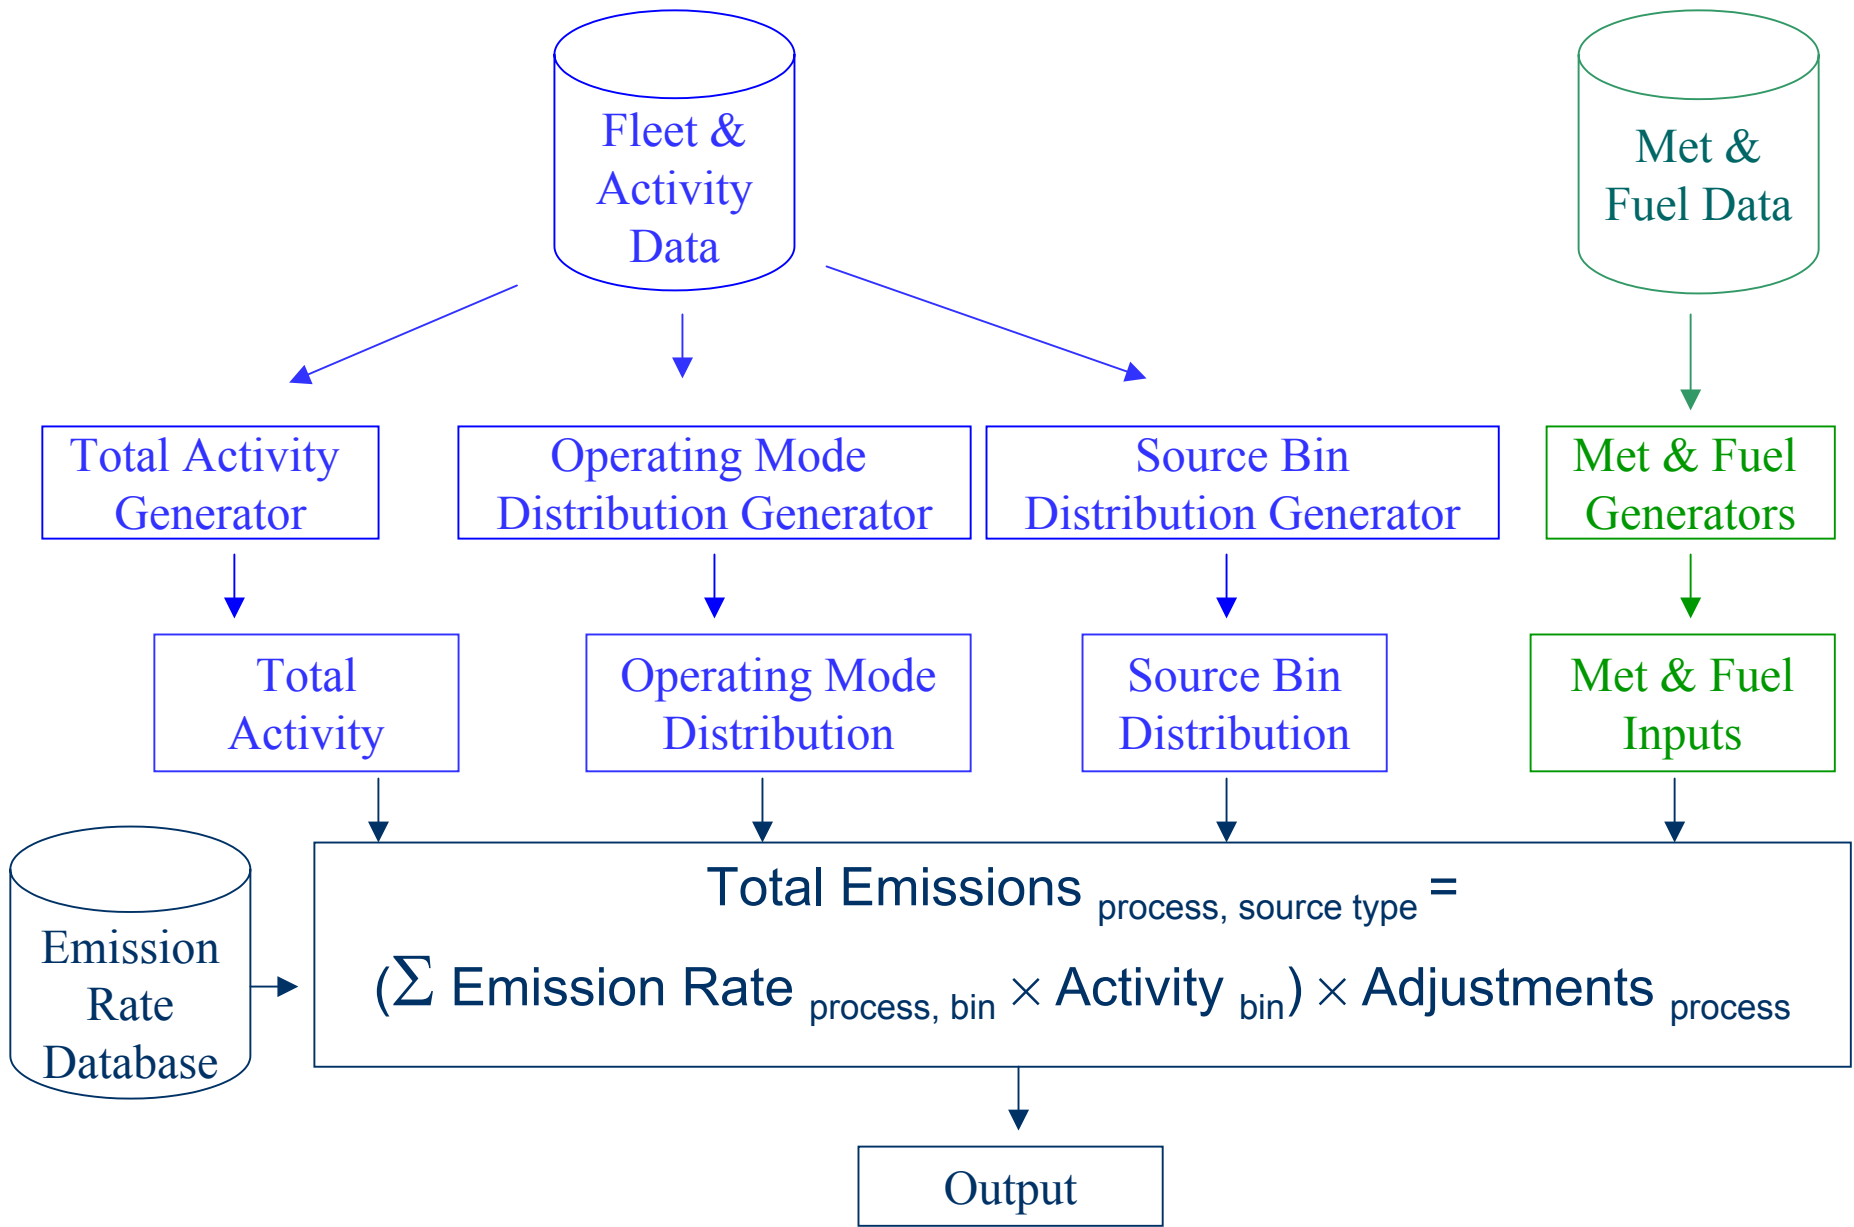 Fleet &
Activity
Data
Met &
Fuel Data
Total Activity
Generator
Operating Mode
Distribution Generator
Source Bin
Distribution Generator
Met & Fuel
Generators
Total
Activity
Operating Mode
Distribution
Source Bin
Distribution
Met & Fuel
Inputs
Emission
Rate
Database
Total Emissions process, source type =
(Σ Emission Rate process, bin × Activity bin) × Adjustments process
Output